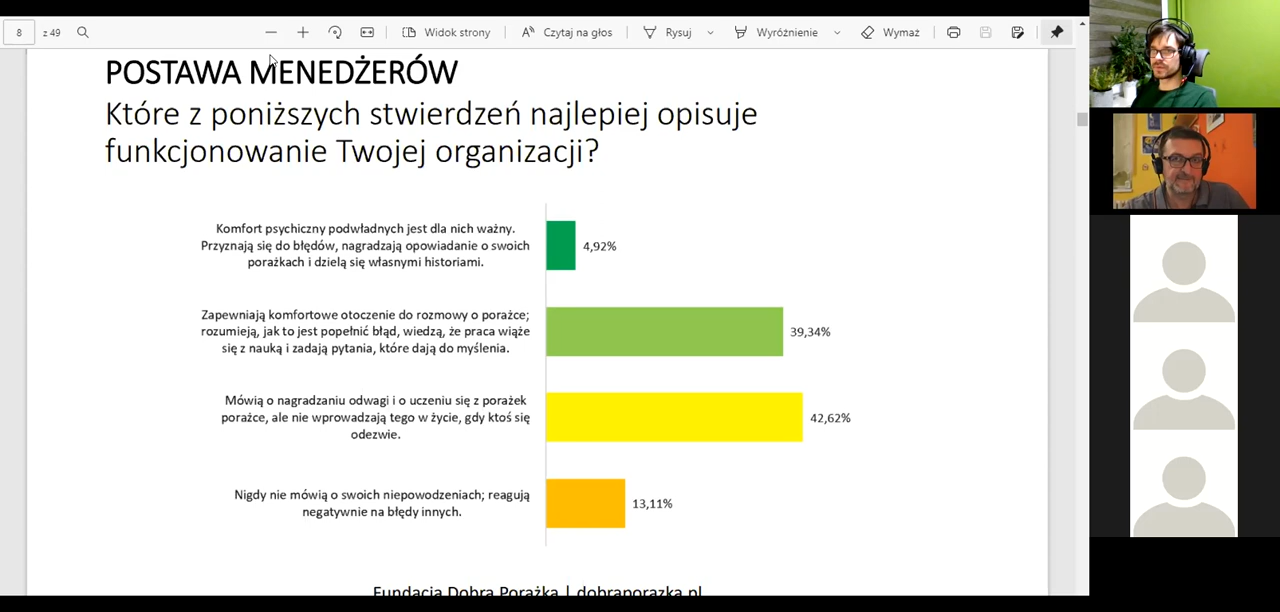 8 z 49 Widok strony Czytaj na głos Rysuj Wyróżnienie Wymaż
POSTAWA MENEDŻERÓW
Które z poniższych stwierdzeń najlepiej opisuje
funkcjonowanie Twojej organizacji?
Komfort psychiczny podwładnych jest dla nich ważny.
Przyznają się do błędów, nagradzają opowiadanie o swoich
porażkach i dzielą się własnymi historiami.
4,92%
Zapewniają komfortowe otoczenie do rozmowy o porażce;
rozumieją, jak to jest popełnić błąd, wiedzą, że praca wiąże
się z nauką i zadają pytania, które dają do myślenia.
39,34%
Mówią o nagradzaniu odwagi i o uczeniu się z porażek
porażce, ale nie wprowadzają tego w życie, gdy ktoś się
odezwie.
42,62%
Nigdy nie mówią o swoich niepowodzeniach; reagują
negatywnie na błędy innych.
13,11%
Fundacja Dobra Porażka | dobraporazka.pl